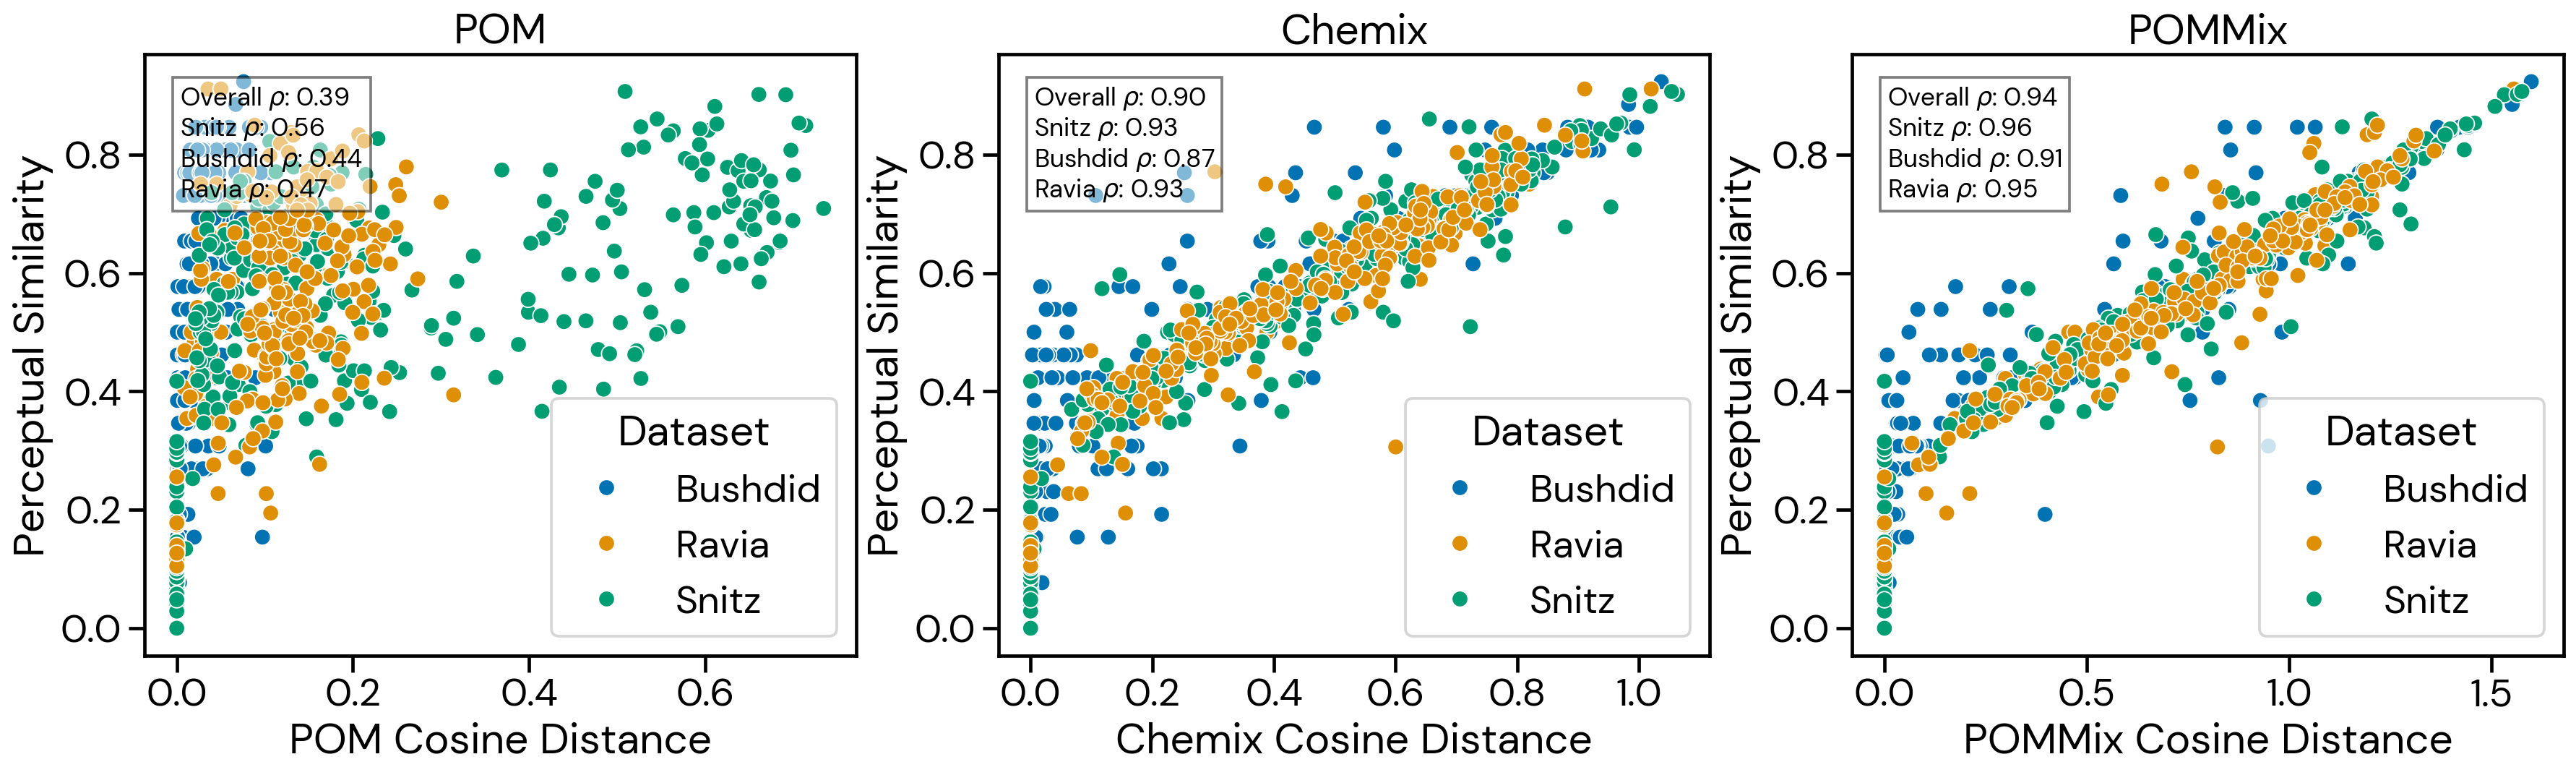 POM
Overall ρ: 0.39
Snitz ρ: 0.56
Bushdid ρ: 0.44
Ravia ρ: 0.47
Perceptual Similarity
0.8
0.6
0.4
0.2
0.0
Dataset
Bushdid
Ravia
Snitz
0.0 0.2 0.4 0.6
POM Cosine Distance
Chemix
Overall ρ: 0.90
Snitz ρ: 0.93
Bushdid ρ: 0.87
Ravia ρ: 0.93
Perceptual Similarity
0.8
0.6
0.4
0.2
0.0
Dataset
Bushdid
Ravia
Snitz
0.0 0.2 0.4 0.6 0.8 1.0
Chemix Cosine Distance
POMMix
Overall ρ: 0.94
Snitz ρ: 0.96
Bushdid ρ: 0.91
Ravia ρ: 0.95
Perceptual Similarity
0.8
0.6
0.4
0.2
0.0
Dataset
Bushdid
Ravia
Snitz
0.0 0.5 1.0 1.5
POMMix Cosine Distance